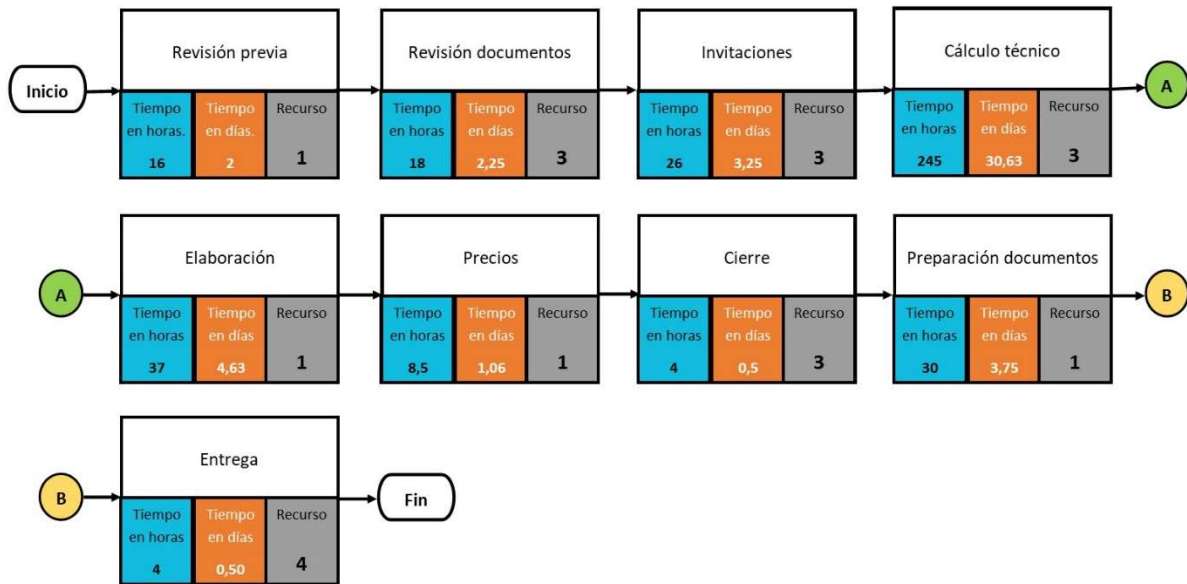 Inicio
Revisión previa
Tiempo en horas.
16
Tiempo en días.
2
Recurso
1
Revisión documentos
Tiempo en horas
18
Tiempo en días
2,25
Recurso
3
Invitaciones
Tiempo en horas
26
Tiempo en días
3,25
Recurso
3
Cálculo técnico
Tiempo en horas
245
Tiempo en días
30,63
Recurso
3
A
A
Elaboración
Tiempo en horas
37
Tiempo en días
4,63
Recurso
1
Precios
Tiempo en horas
8,5
Tiempo en días
1,06
Recurso
1
Cierre
Tiempo en horas
4
Tiempo en días
0,5
Recurso
3
Preparación documentos
Tiempo en horas
30
Tiempo en días
3,75
Recurso
1
B
B
Entrega
Tiempo en horas
4
Tiempo en días
0,50
Recurso
4
Fin